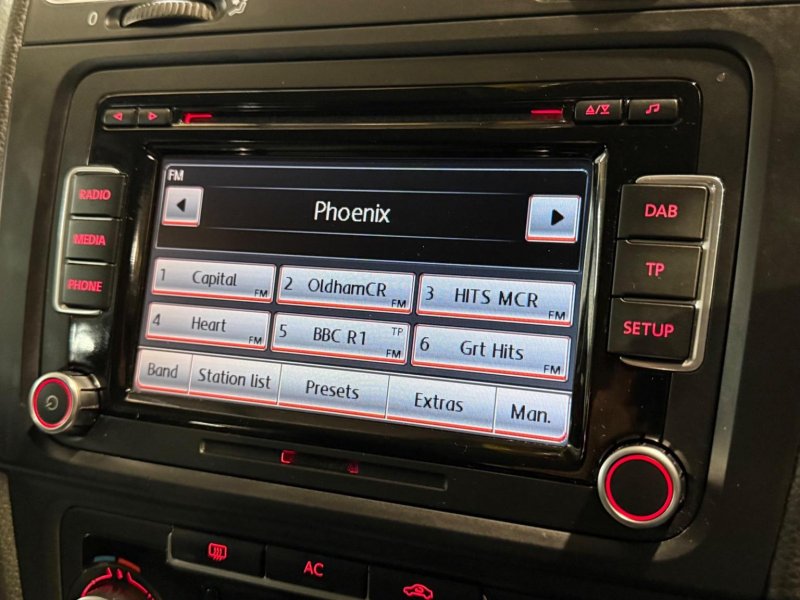 0
RADIO
MEDIA
PHONE
FM
Phoenix
1 Capital FM
2 OldhamCR FM
3 HITS MCR FM
4 Heart FM
5 BBC R1 TP FM
6 Grt Hits FM
Band Station list Presets Extras Man.
DAB
TP
SETUP
AC